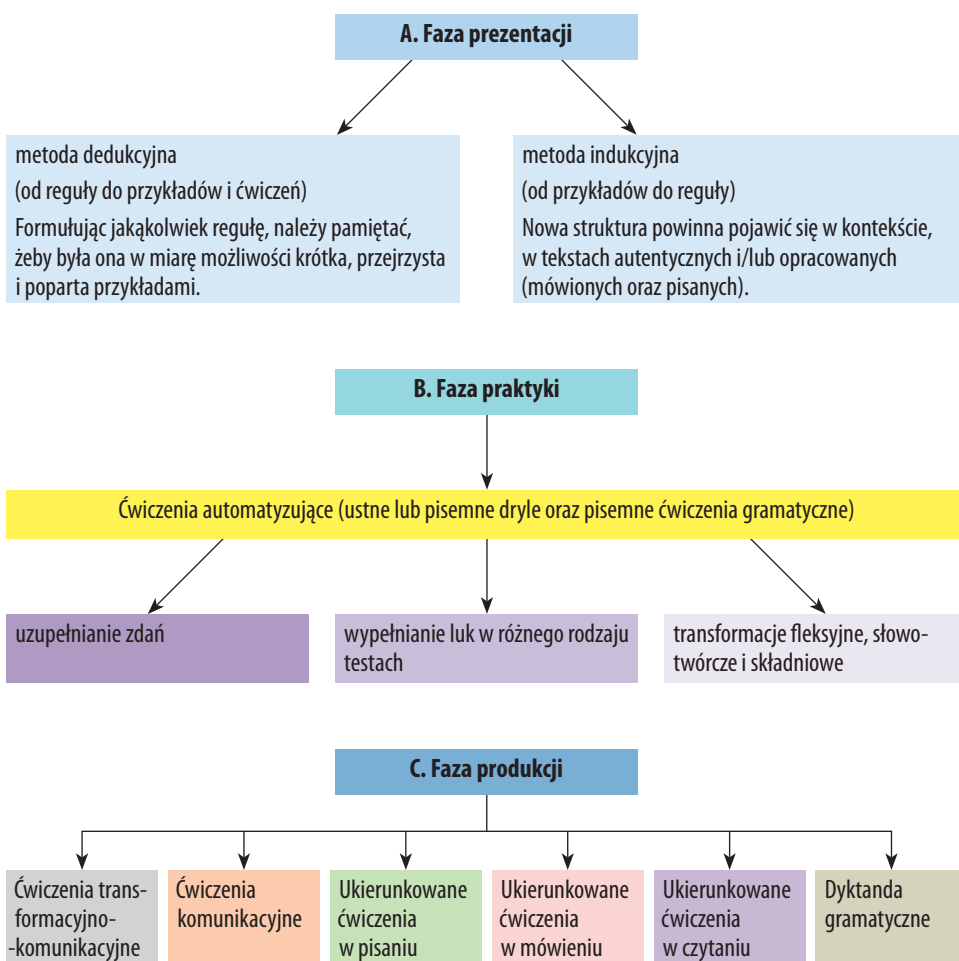 A. Faza prezentacji
metoda dedukcyjna
(od reguły do przykładów i ćwiczeń)
Formułując jakąkolwiek regułę, należy pamiętać,
żeby była ona w miarę możliwości krótka, przejrzysta
i poparta przykładami.
metoda indukcyjna
(od przykładów do reguły)
Nowa struktura powinna pojawić się w kontekście,
w tekstach autentycznych i/lub opracowanych
(mówionych oraz pisanych).
B. Faza praktyki
Ćwiczenia automatyzujące (ustne lub pisemne dryle oraz pisemne ćwiczenia gramatyczne)
uzupełnianie zdań
wypełnianie luk w różnego rodzaju
testach
transformacje fleksyjne, słowo-
twórcze i składniowe
C. Faza produkcji
Ćwiczenia trans-
formacyjno-
-komunikacyjne
Ćwiczenia
komunikacyjne
Ukierunkowane
ćwiczenia
w pisaniu
Ukierunkowane
ćwiczenia
w mówieniu
Ukierunkowane
ćwiczenia
w czytaniu
Dyktanda
gramatyczne